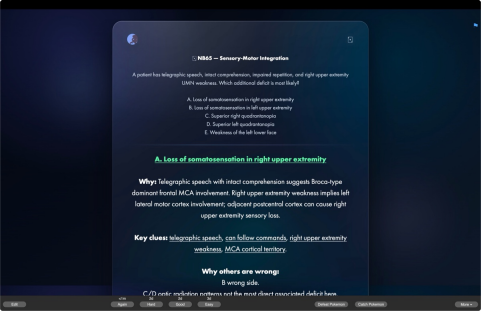 NB65 — Sensory-Motor Integration
A patient has telegraphic speech, intact comprehension, impaired repetition, and right upper extremity
UMN weakness. Which additional deficit is most likely?
A. Loss of somatosensation in right upper extremity
B. Loss of somatosensation in left upper extremity
C. Superior right quadrantanopia
D. Superior left quadrantanopia
E. Weakness of the left lower face
A. Loss of somatosensation in right upper extremity
Why: Telegraphic speech with intact comprehension suggests Broca-type
dominant frontal MCA involvement. Right upper extremity weakness implies left
lateral motor cortex involvement; adjacent postcentral cortex can cause right
upper extremity sensory loss.
Key clues: telegraphic speech, can follow commands, right upper extremity
weakness, MCA cortical territory.
Why others are wrong:
B wrong side.
C/D optic radiation patterns not the most direct associated deficit here.
Edit
Again
Hard
Good
Easy
Defeat Pokemon
Catch Pokemon
More